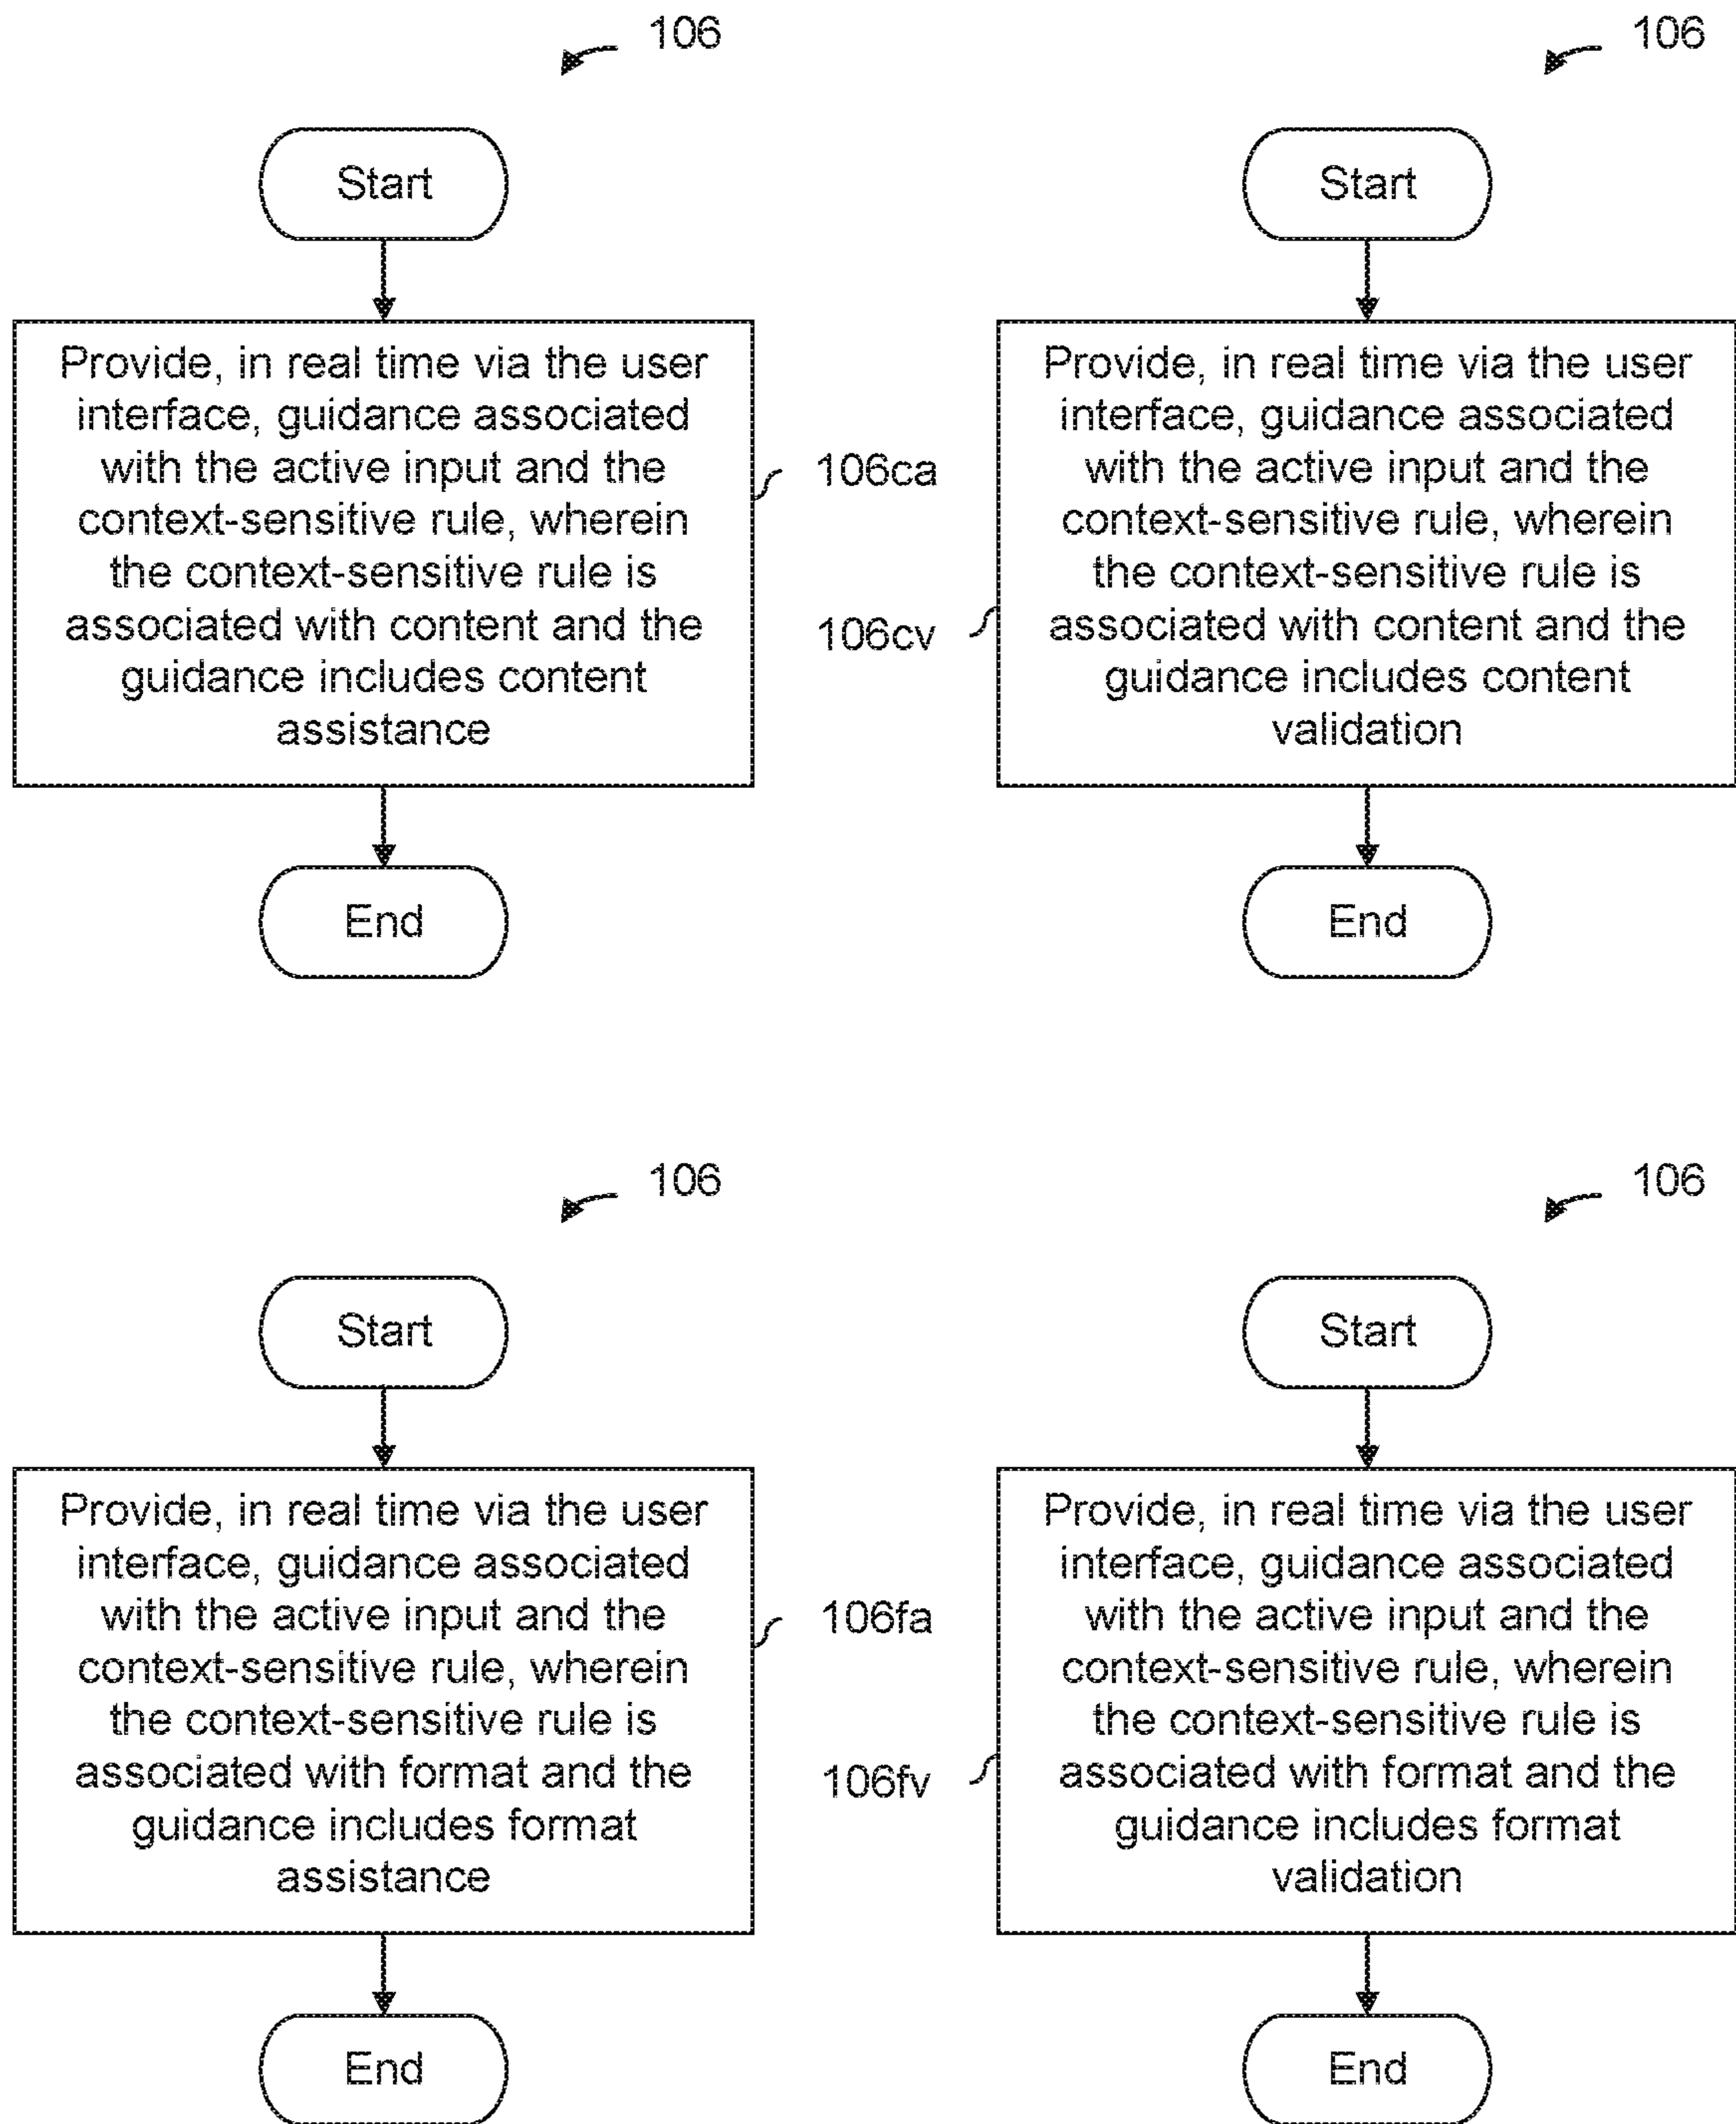 106
Start
Provide, in real time via the user
interface, guidance associated
with the active input and the
context-sensitive rule, wherein
the context-sensitive rule is
associated with content and the
guidance includes content
assistance
106ca
End
106
Start
Provide, in real time via the user
interface, guidance associated
with the active input and the
context-sensitive rule, wherein
the context-sensitive rule is
associated with content and the
guidance includes content
validation
106cv
End
106
Start
Provide, in real time via the user
interface, guidance associated
with the active input and the
context-sensitive rule, wherein
the context-sensitive rule is
associated with format and the
guidance includes format
assistance
106fa
End
106
Start
Provide, in real time via the user
interface, guidance associated
with the active input and the
context-sensitive rule, wherein
the context-sensitive rule is
associated with format and the
guidance includes format
validation
106fv
End